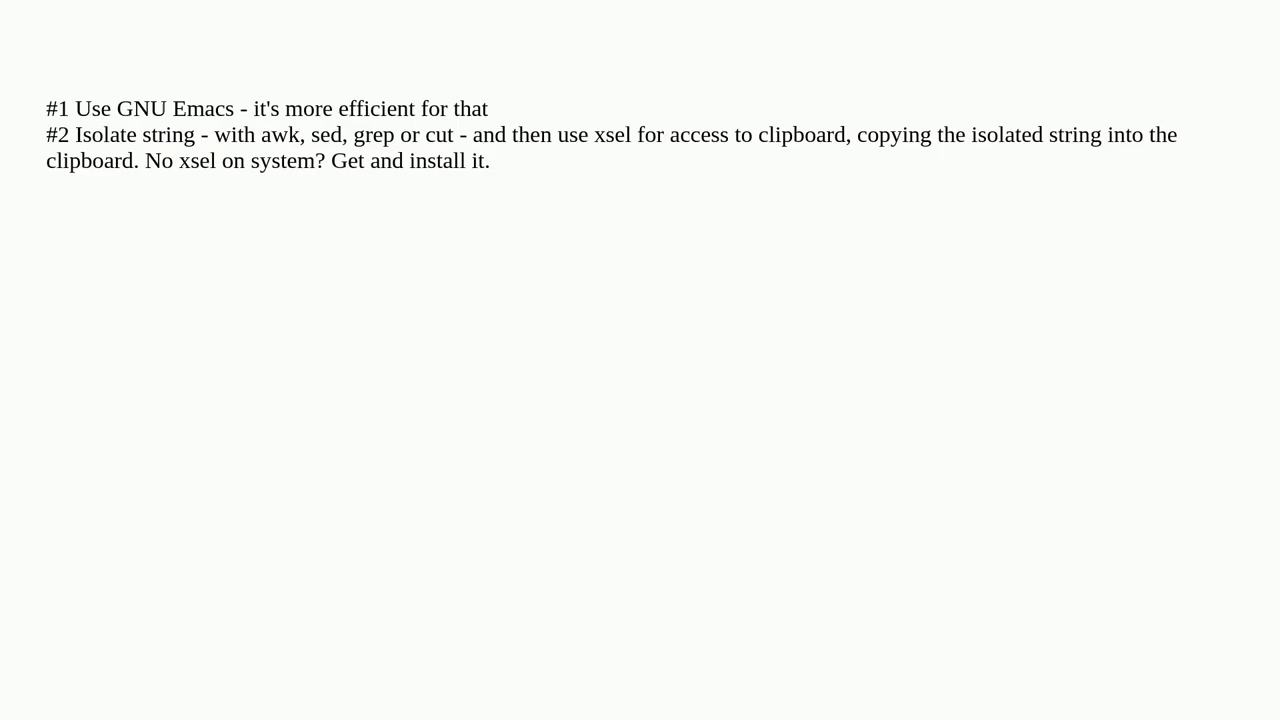 #1 Use GNU Emacs - it's more efficient for that
#2 Isolate string - with awk, sed, grep or cut - and then use xsel for access to clipboard, copying the isolated string into the
clipboard. No xsel on system? Get and install it.